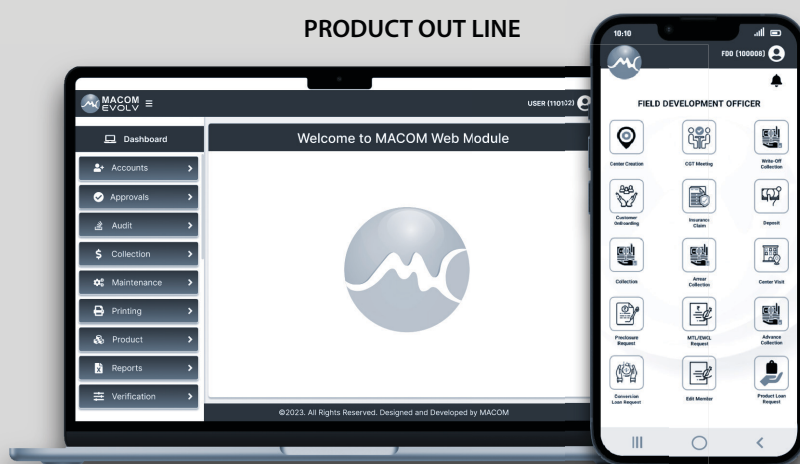 PRODUCT OUT LINE
MACOM
EVOLV
USER (110102)
Dashboard
Accounts
Approvals
Audit
Collection
Maintenance
Printing
Product
Reports
Verification
Welcome to MACOM Web Module
©2023. All Rights Reserved. Designed and Developed by MACOM
10:10
FDO (100008)
FIELD DEVELOPMENT OFFICER
Center Creation
CGT Meeting
Write-Off
Collection
Customer
OnBoarding
Insurance
Claim
Deposit
Collection
Arrear
Collection
Center Visit
Preclosure
Request
MTL/EWCL
Request
Advance
Collection
Conversion
Loan Request
Edit Member
Product Loan
Request